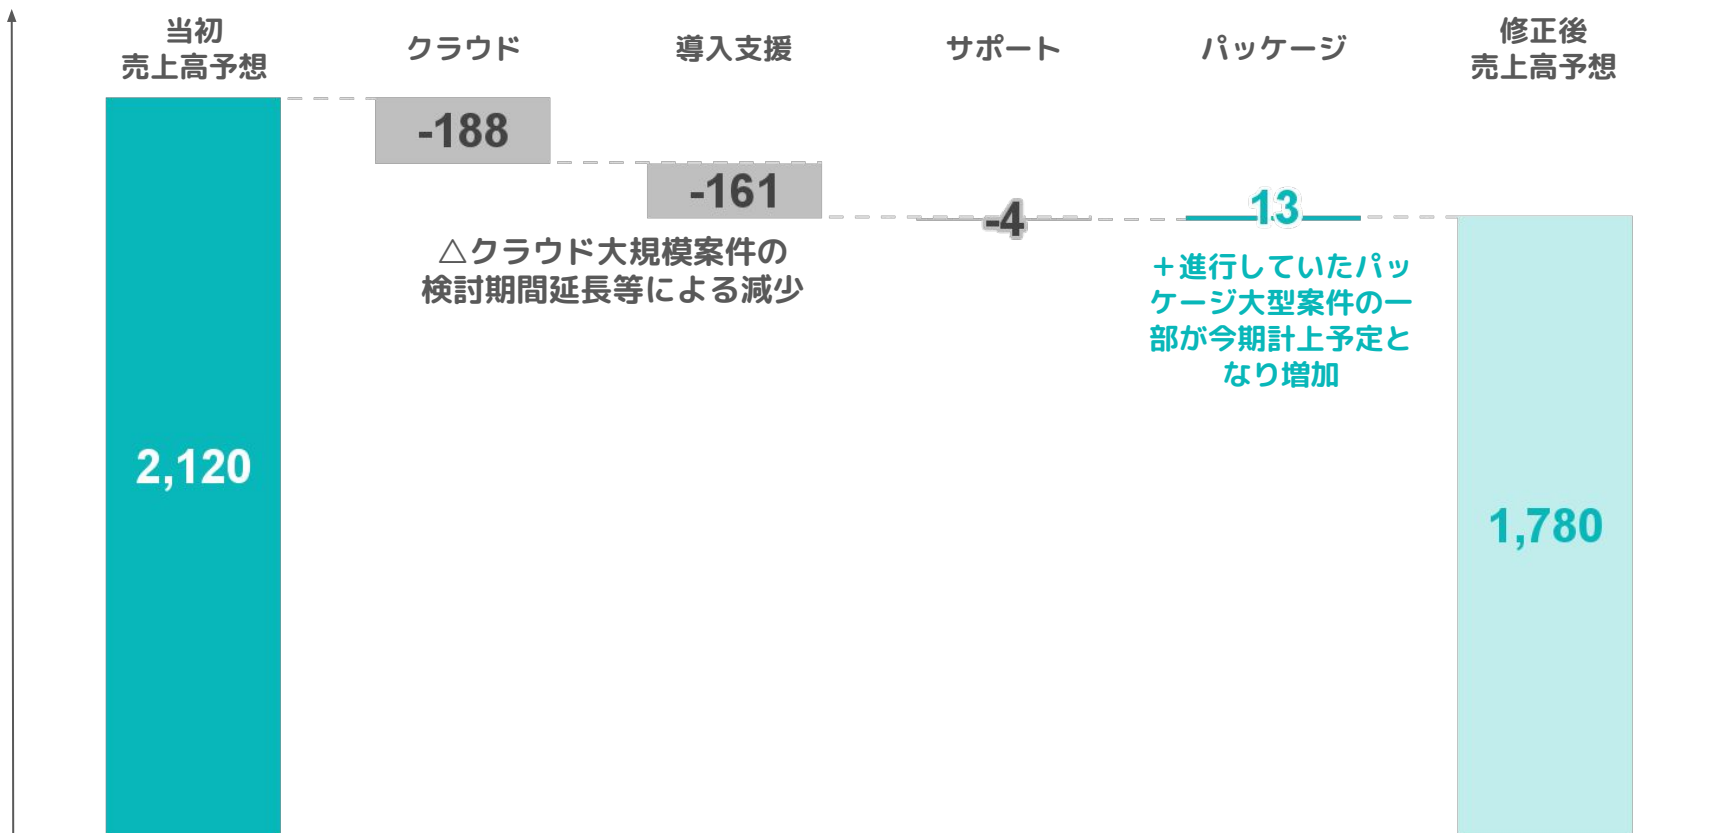 当初
売上高予想
クラウド
導入支援
サポート
パッケージ
修正後
売上高予想
-188
-161
-4
13
△クラウド大規模案件の
検討期間延長等による減少
＋進行していたパッ
ケージ大型案件の一
部が今期計上予定と
なり増加
2,120
1,780